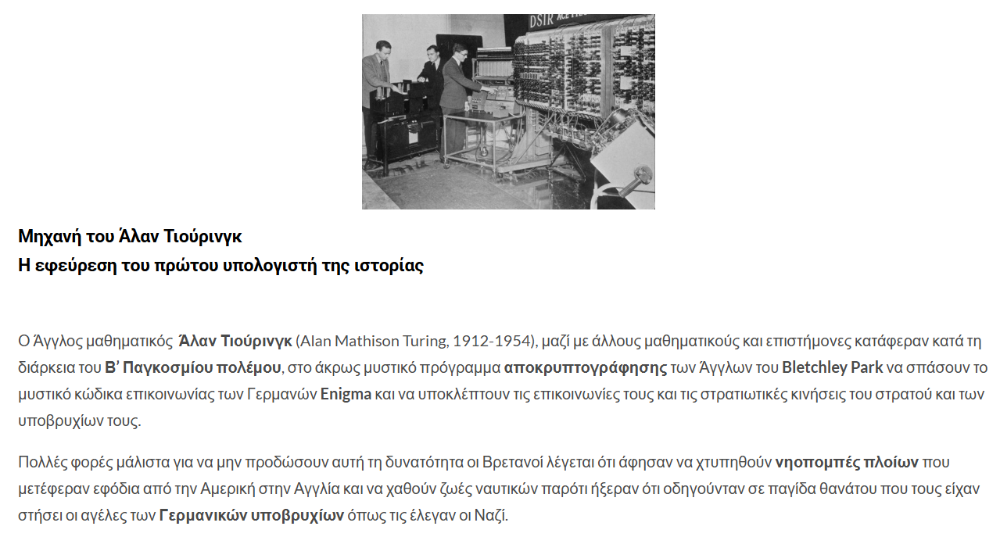 DSIR ACE PILOT
Μηχανή του Άλαν Τιούρινγκ
Η εφεύρεση του πρώτου υπολογιστή της ιστορίας
Ο Άγγλος μαθηματικός Άλαν Τιούρινγκ (Alan Mathison Turing, 1912-1954), μαζί με άλλους μαθηματικούς και επιστήμονες κατάφεραν κατά τη
διάρκεια του Β’ Παγκοσμίου πολέμου, στο άκρως μυστικό πρόγραμμα αποκρυπτογράφησης των Άγγλων του Bletchley Park να σπάσουν το
μυστικό κώδικα επικοινωνίας των Γερμανών Enigma και να υποκλέπτουν τις επικοινωνίες τους και τις στρατιωτικές κινήσεις του στρατού και των
υποβρυχίων τους.
Πολλές φορές μάλιστα για να μην προδώσουν αυτή τη δυνατότητα οι Βρετανοί λέγεται ότι άφησαν να χτυπηθούν νηοπομπές πλοίων που
μετέφεραν εφόδια από την Αμερική στην Αγγλία και να χαθούν ζωές ναυτικών παρότι ήξεραν ότι οδηγούνταν σε παγίδα θανάτου που τους είχαν
στήσει οι αγέλες των Γερμανικών υποβρυχίων όπως τις έλεγαν οι Ναζί.